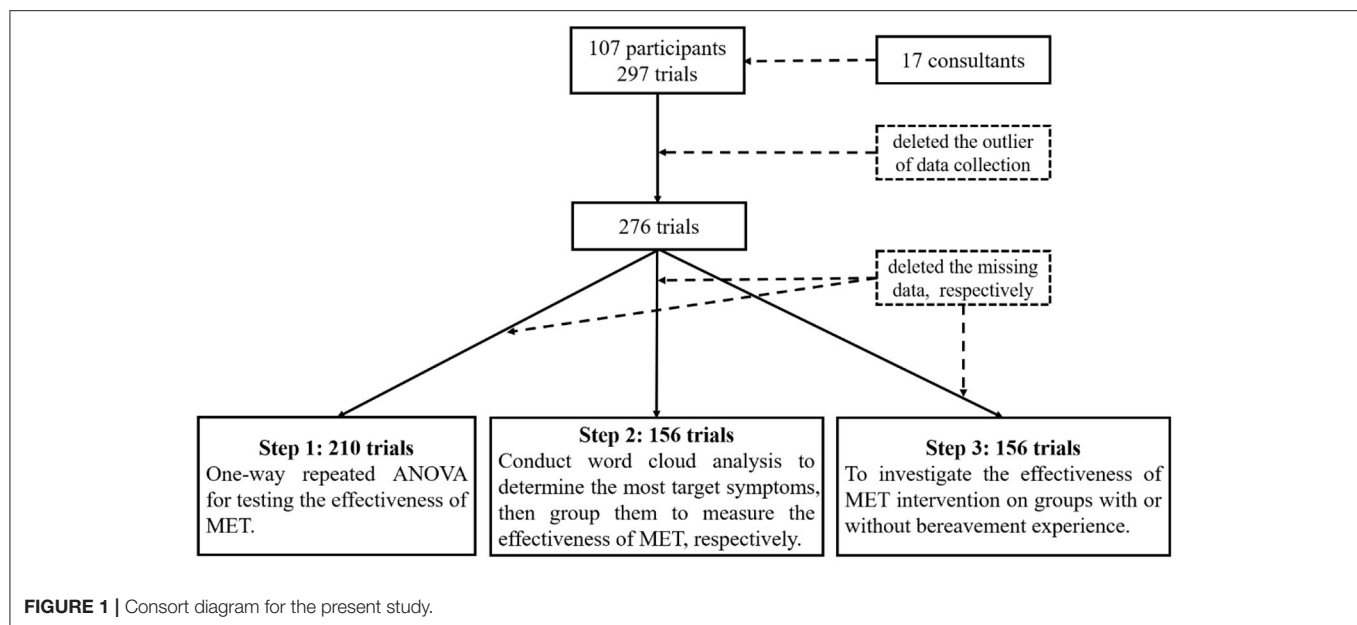 107 participants
297 trials
17 consultants
deleted the outlier
of data collection
276 trials
deleted the missing
data, respectively
Step 1: 210 trials
One-way repeated ANOVA
for testing the effectiveness of
MET.
Step 2: 156 trials
Conduct word cloud analysis to
determine the most target symptoms,
then group them to measure the
effectiveness of MET, respectively.
Step 3: 156 trials
To investigate the effectiveness of
MET intervention on groups with or
without bereavement experience.
FIGURE 1 | Consort diagram for the present study.